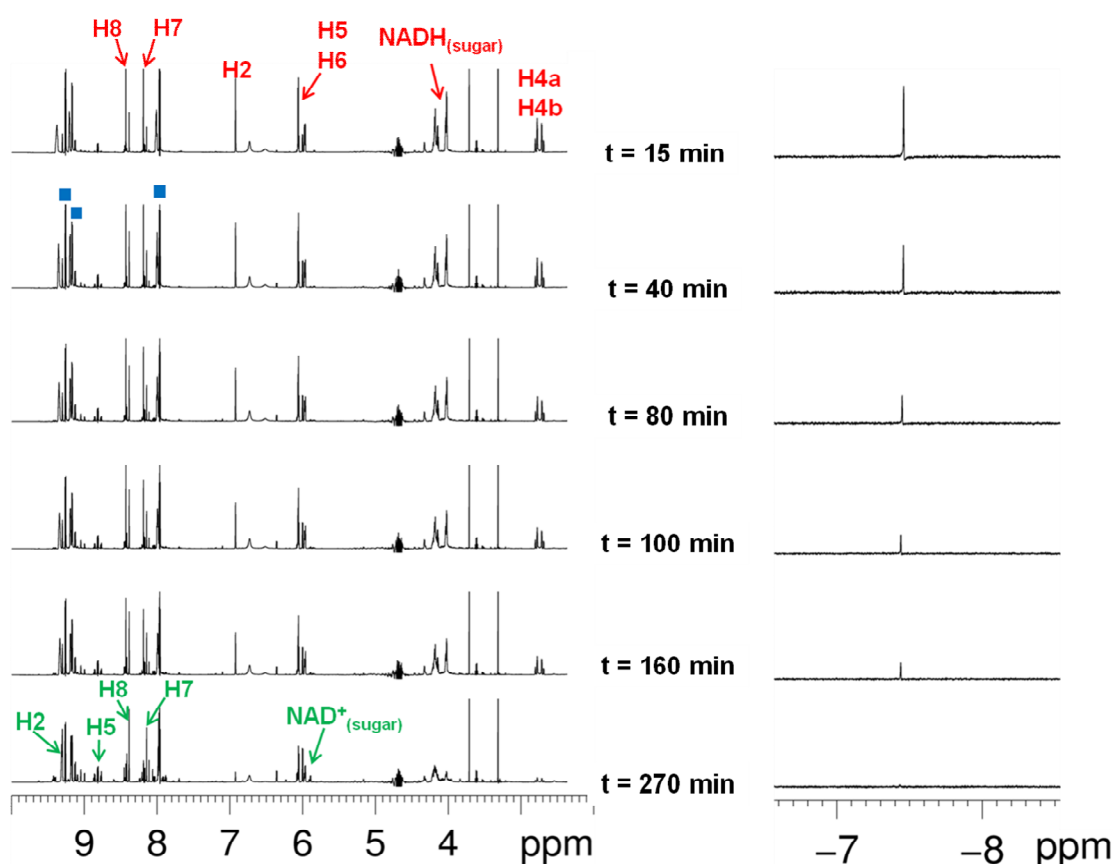 H8 H7 H5 NADH(sugar)
H2 H6 H4a
H4b
t = 15 min
t = 40 min
t = 80 min
t = 100 min
t = 160 min
H8 H7
H2 H5 NAD+(sugar)
t = 270 min
9 8 7 6 5 4 ppm
−7 −8 ppm